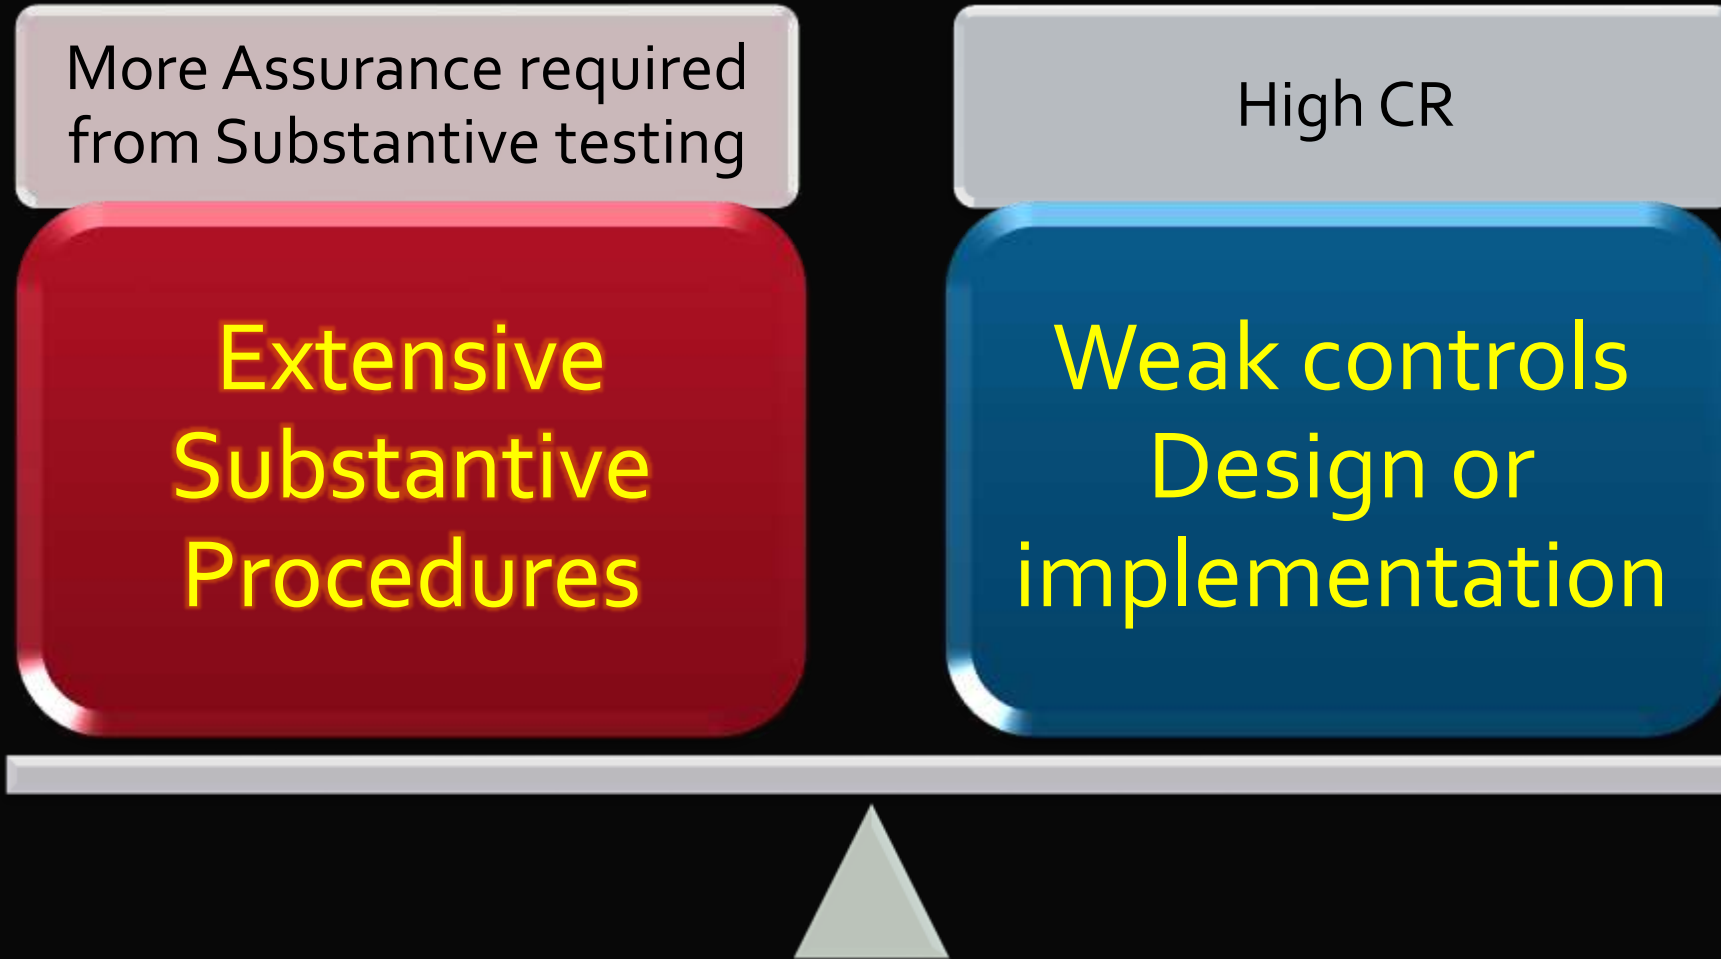 More Assurance required
from Substantive testing
High CR
Extensive
Substantive
Procedures
Weak controls
Design or
implementation